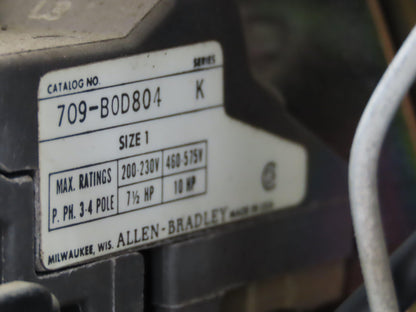 L3
CATALOG NO. SERIES
709-BOD804 K
SIZE 1
MAX. RATINGS 200-230V 460-575V
P. PH. 3-4 POLE 7½ HP 10 HP
MILWAUKEE, WIS. ALLEN-BRADLEY MADE IN U.S.A.